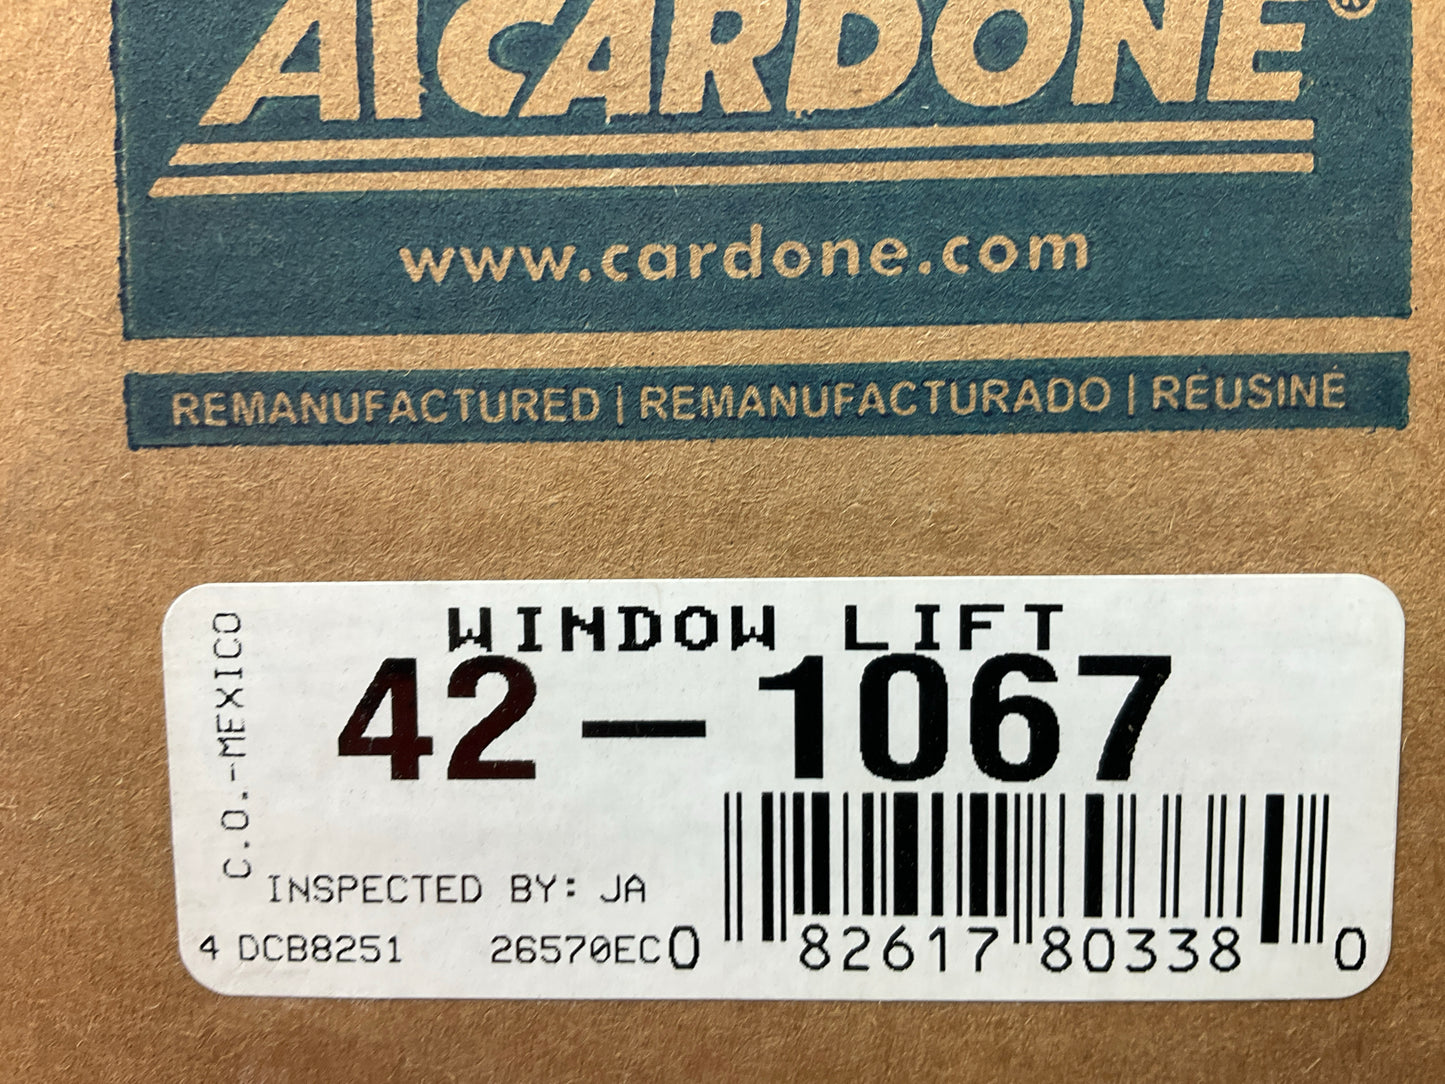 A1CARDONE®
www.cardone.com
REMANUFACTURED | REMANUFACTURADO | RÉUSINÉ
C.O.-MEXICO
WINDOW LIFT
42-1067
INSPECTED BY: JA
4 DCB8251 26570EC
0 82617 80338 0